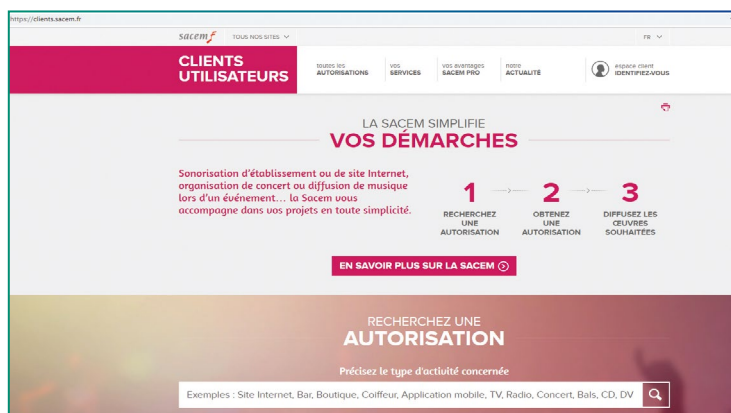 https://clients.sacem.fr
sacem TOUS NOS SITES FR
CLIENTS
UTILISATEURS
toutes les
AUTORISATIONS
vos
SERVICES
vos avantages
SACEM PRO
notre
ACTUALITÉ
espace client
IDENTIFIEZ-VOUS
LA SACEM SIMPLIFIE
VOS DÉMARCHES
Sonorisation d'établissement ou de site Internet,
organisation de concert ou diffusion de musique
lors d'un événement... la Sacem vous
accompagne dans vos projets en toute simplicité.
1
RECHERCHEZ
UNE
AUTORISATION
2
OBTENEZ
UNE
AUTORISATION
3
DIFFUSEZ LES
ŒUVRES
SOUHAITÉES
EN SAVOIR PLUS SUR LA SACEM
RECHERCHEZ UNE
AUTORISATION
Précisez le type d'activité concernée
Exemples : Site Internet, Bar, Boutique, Coiffeur, Application mobile, TV, Radio, Concert, Bals, CD, DV